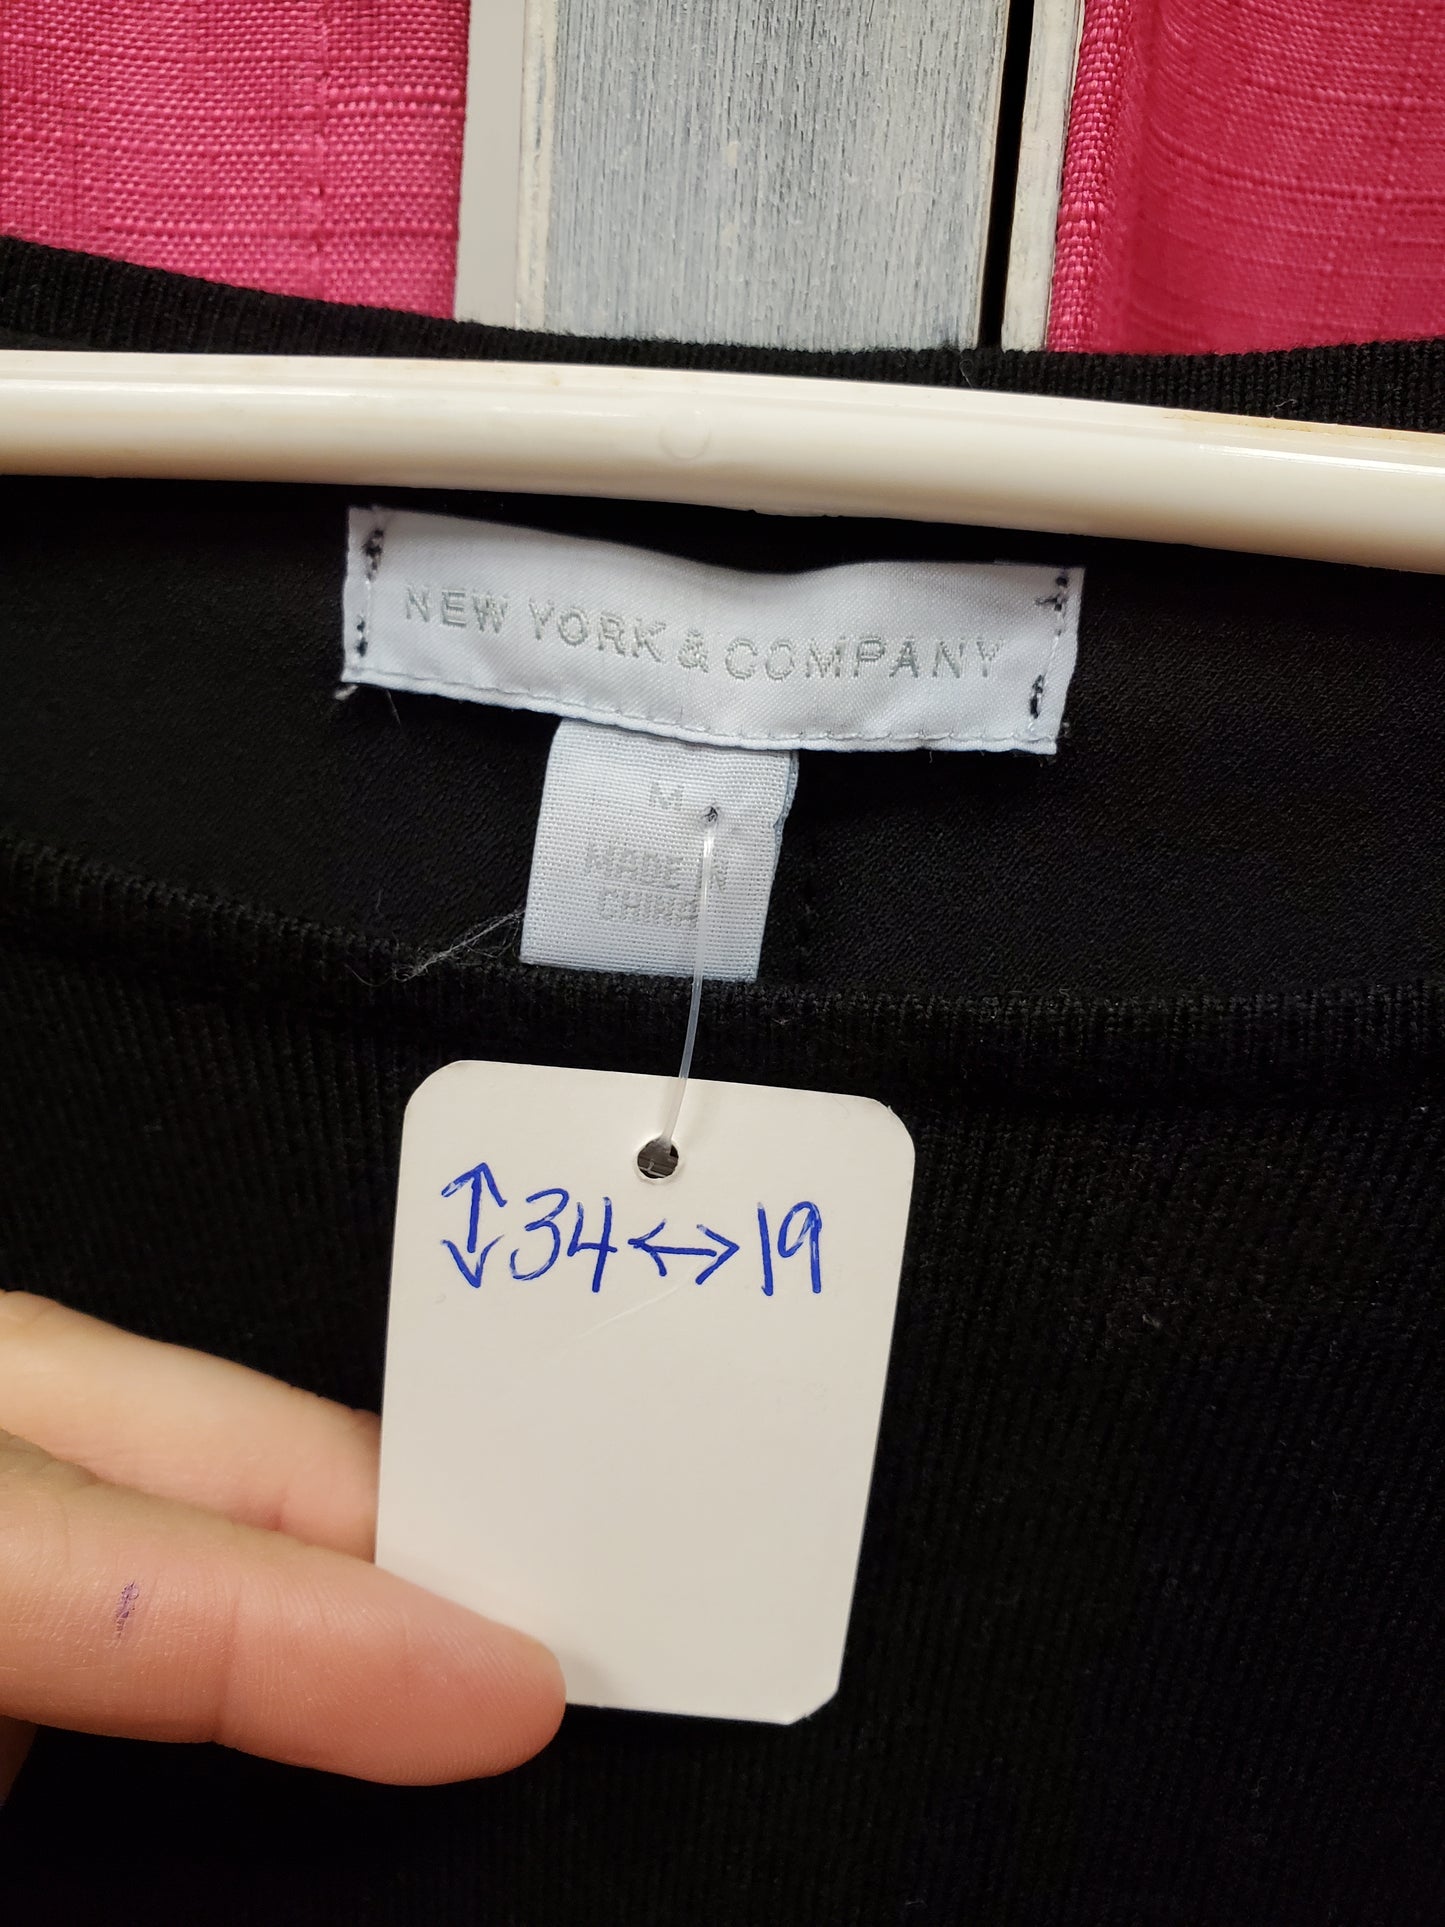 NEW YORK & COMPANY
M
MADE IN
CHINA
↕34↔19